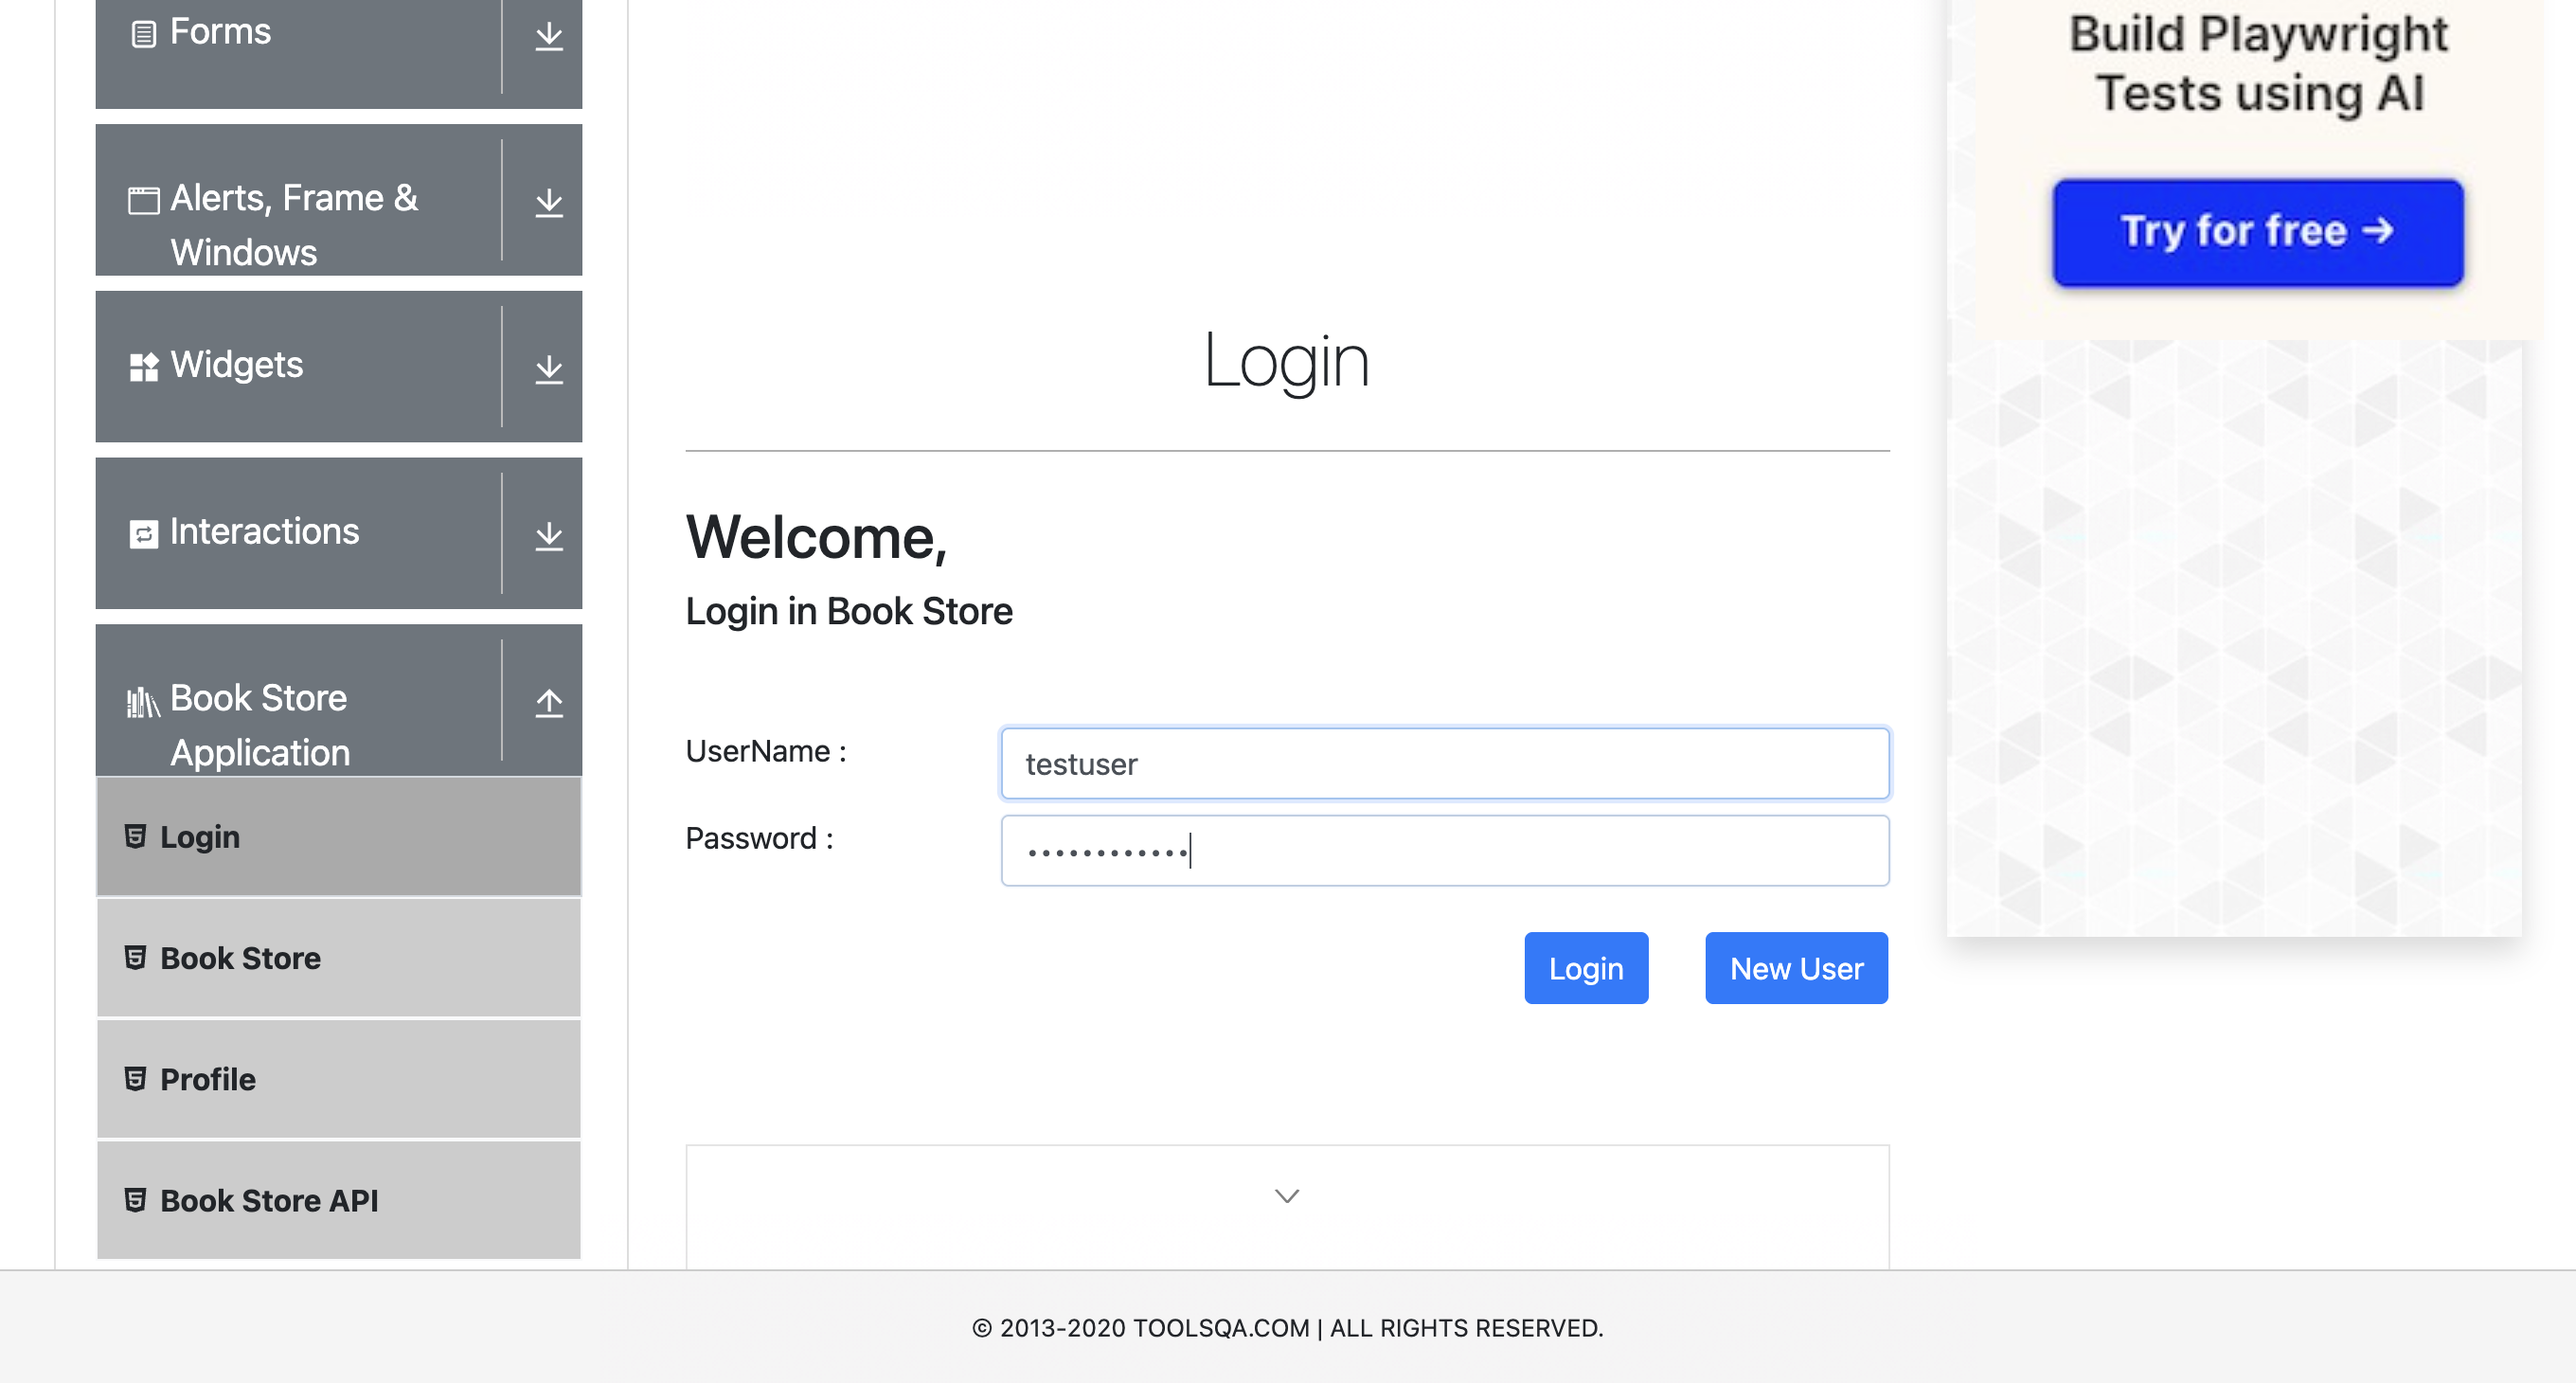 Forms
Alerts, Frame &
Windows
Widgets
Interactions
Book Store
Application
Login
Book Store
Profile
Book Store API
Login
Welcome,
Login in Book Store
UserName :
testuser
Password :
••••••••••••
Login
New User
Build Playwright
Tests using AI
Try for free →
© 2013-2020 TOOLSQA.COM | ALL RIGHTS RESERVED.